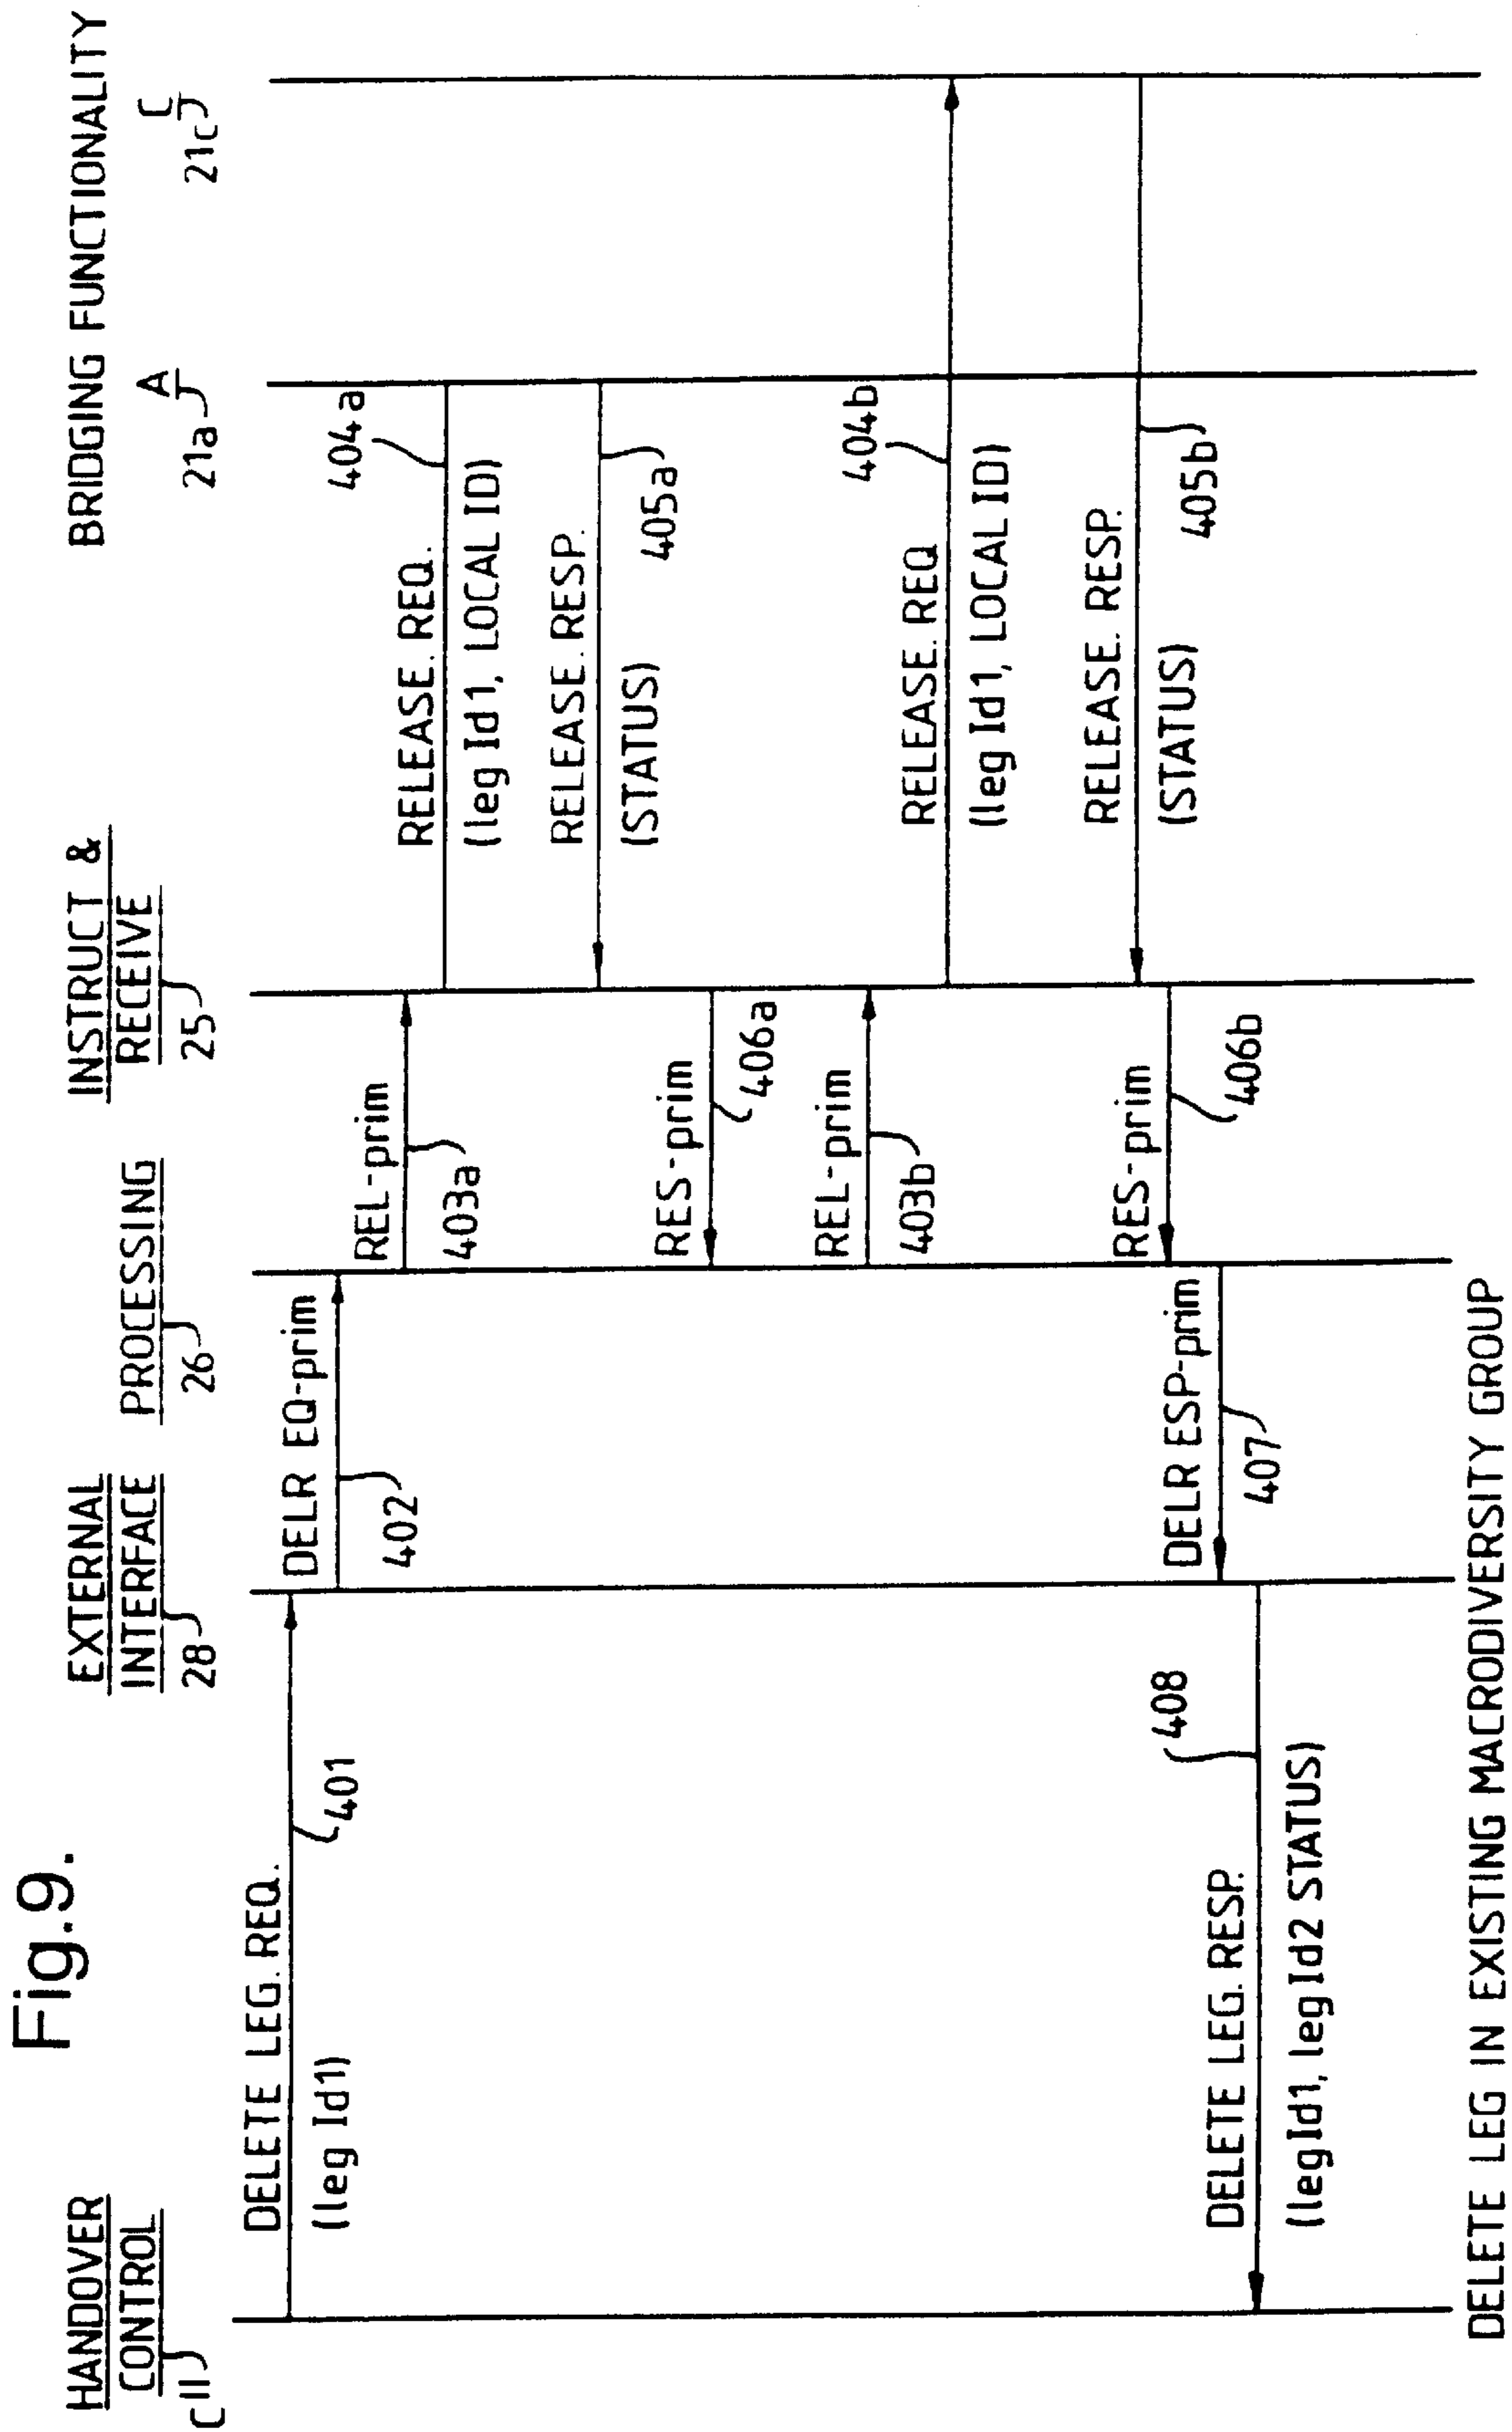 Fig.9.
HANDOVER
CONTROL
C11
EXTERNAL
INTERFACE
28
PROCESSING
26
INSTRUCT &
RECEIVE
25
BRIDGING FUNCTIONALITY
A
21a
C
21c
DELETE LEG.REQ.
(leg Id1)
401
DELR EQ-prim
402
REL-prim
403a
RELEASE. REQ.
(leg Id1, LOCAL ID)
404a
RELEASE. RESP.
(STATUS)
405a
RES-prim
406a
REL-prim
403b
RELEASE. REQ
(leg Id1, LOCAL ID)
404b
RELEASE. RESP.
(STATUS)
405b
RES-prim
406b
DELR ESP-prim
407
DELETE LEG. RESP.
(legId1, legId2 STATUS)
408
DELETE LEG IN EXISTING MACRODIVERSITY GROUP